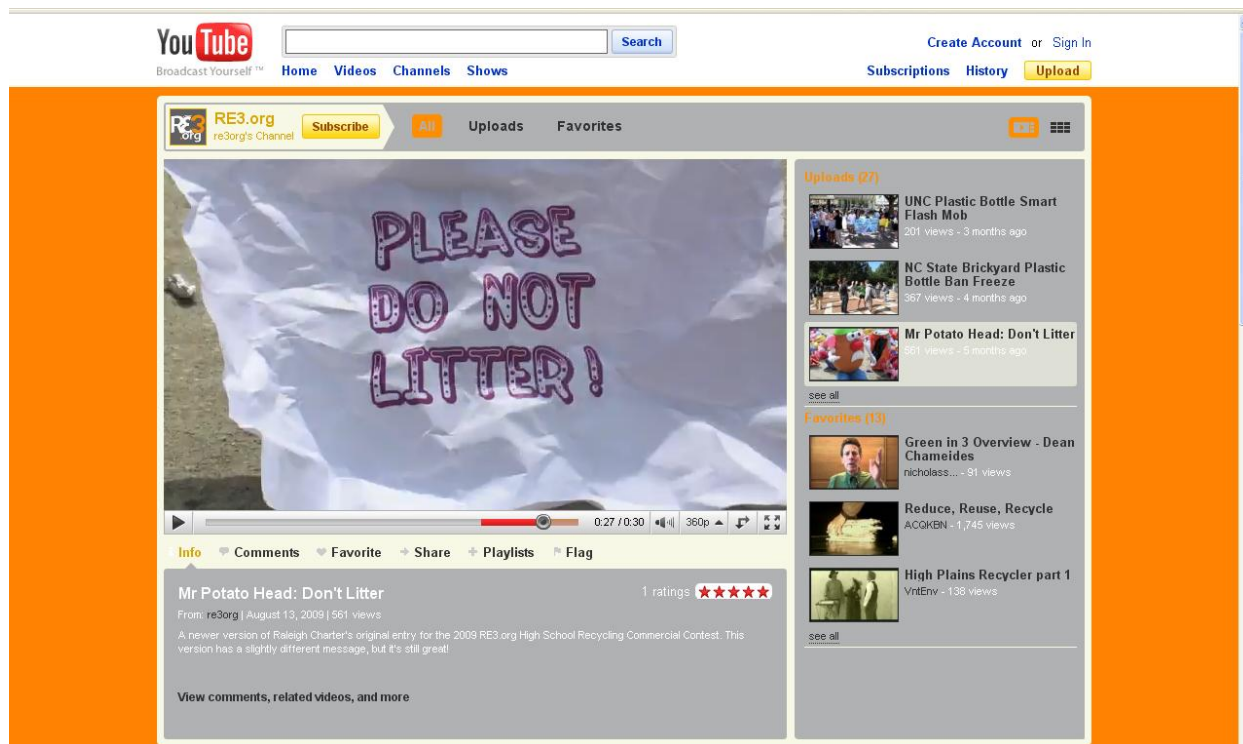 You Tube
Broadcast Yourself ™
Search
Create Account or Sign In
Home Videos Channels Shows
Subscriptions History Upload
RE3.org
RE3.org
re3org's Channel
Subscribe
All Uploads Favorites
PLEASE
DO NOT
LITTER!
0:27 / 0:30 360p
Info Comments Favorite Share Playlists Flag
Mr Potato Head: Don't Litter
1 ratings
From: re3org | August 13, 2009 | 561 views
A newer version of Raleigh Charter's original entry for the 2009 RE3.org High School Recycling Commercial Contest. This
version has a slightly different message, but it's still great!
View comments, related videos, and more
Uploads (27)
UNC Plastic Bottle Smart
Flash Mob
201 views - 3 months ago
NC State Brickyard Plastic
Bottle Ban Freeze
367 views - 4 months ago
Mr Potato Head: Don't Litter
561 views - 5 months ago
see all
Favorites (13)
Green in 3 Overview - Dean
Chameides
nicholass... - 91 views
Reduce, Reuse, Recycle
ACQKBN - 1,745 views
High Plains Recycler part 1
VntEnv - 138 views
see all